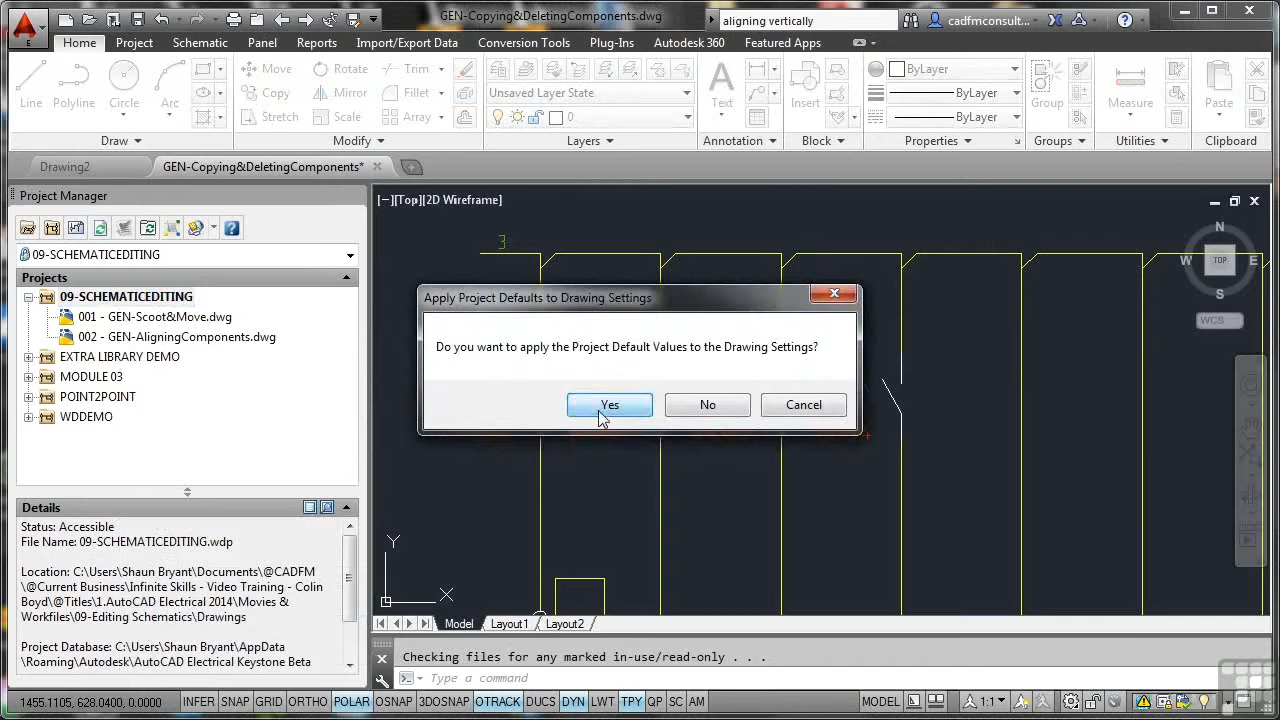 GEN-Copying&DeletingComponents.dwg
aligning vertically
cadfmconsult...
E
Home Project Schematic Panel Reports Import/Export Data Conversion Tools Plug-Ins Autodesk 360 Featured Apps
Line Polyline Circle Arc
Move Rotate Trim
Copy Mirror Fillet
Stretch Scale Array
Unsaved Layer State
0
Text Insert
ByLayer
ByLayer
ByLayer
Group Measure Paste
Draw Modify Layers Annotation Block Properties Groups Utilities Clipboard
Drawing2 GEN-Copying&DeletingComponents*
Project Manager
09-SCHEMATICEDITING
Projects
09-SCHEMATICEDITING
001 - GEN-Scoot&Move.dwg
002 - GEN-AligningComponents.dwg
EXTRA LIBRARY DEMO
MODULE 03
POINT2POINT
WDDEMO
Details
Status: Accessible
File Name: 09-SCHEMATICEDITING.wdp
Location: C:\Users\Shaun Bryant\Documents\@CADFM
\@Current Business\Infinite Skills - Video Training - Colin
Boyd\@Titles\1.AutoCAD Electrical 2014\Movies &
Workfiles\09-Editing Schematics\Drawings
Project Database: C:\Users\Shaun Bryant\AppData
\Roaming\Autodesk\AutoCAD Electrical Keystone Beta
[−][Top][2D Wireframe]
3
N
W TOP E
S
WCS
Apply Project Defaults to Drawing Settings
Do you want to apply the Project Default Values to the Drawing Settings?
Yes No Cancel
Y
X
Model Layout1 Layout2
Checking files for any marked in-use/read-only . . .
Type a command
1455.1105, 628.0400, 0.0000 INFER SNAP GRID ORTHO POLAR OSNAP 3DOSNAP OTRACK DUCS DYN LWT TPY QP SC AM MODEL 1:1